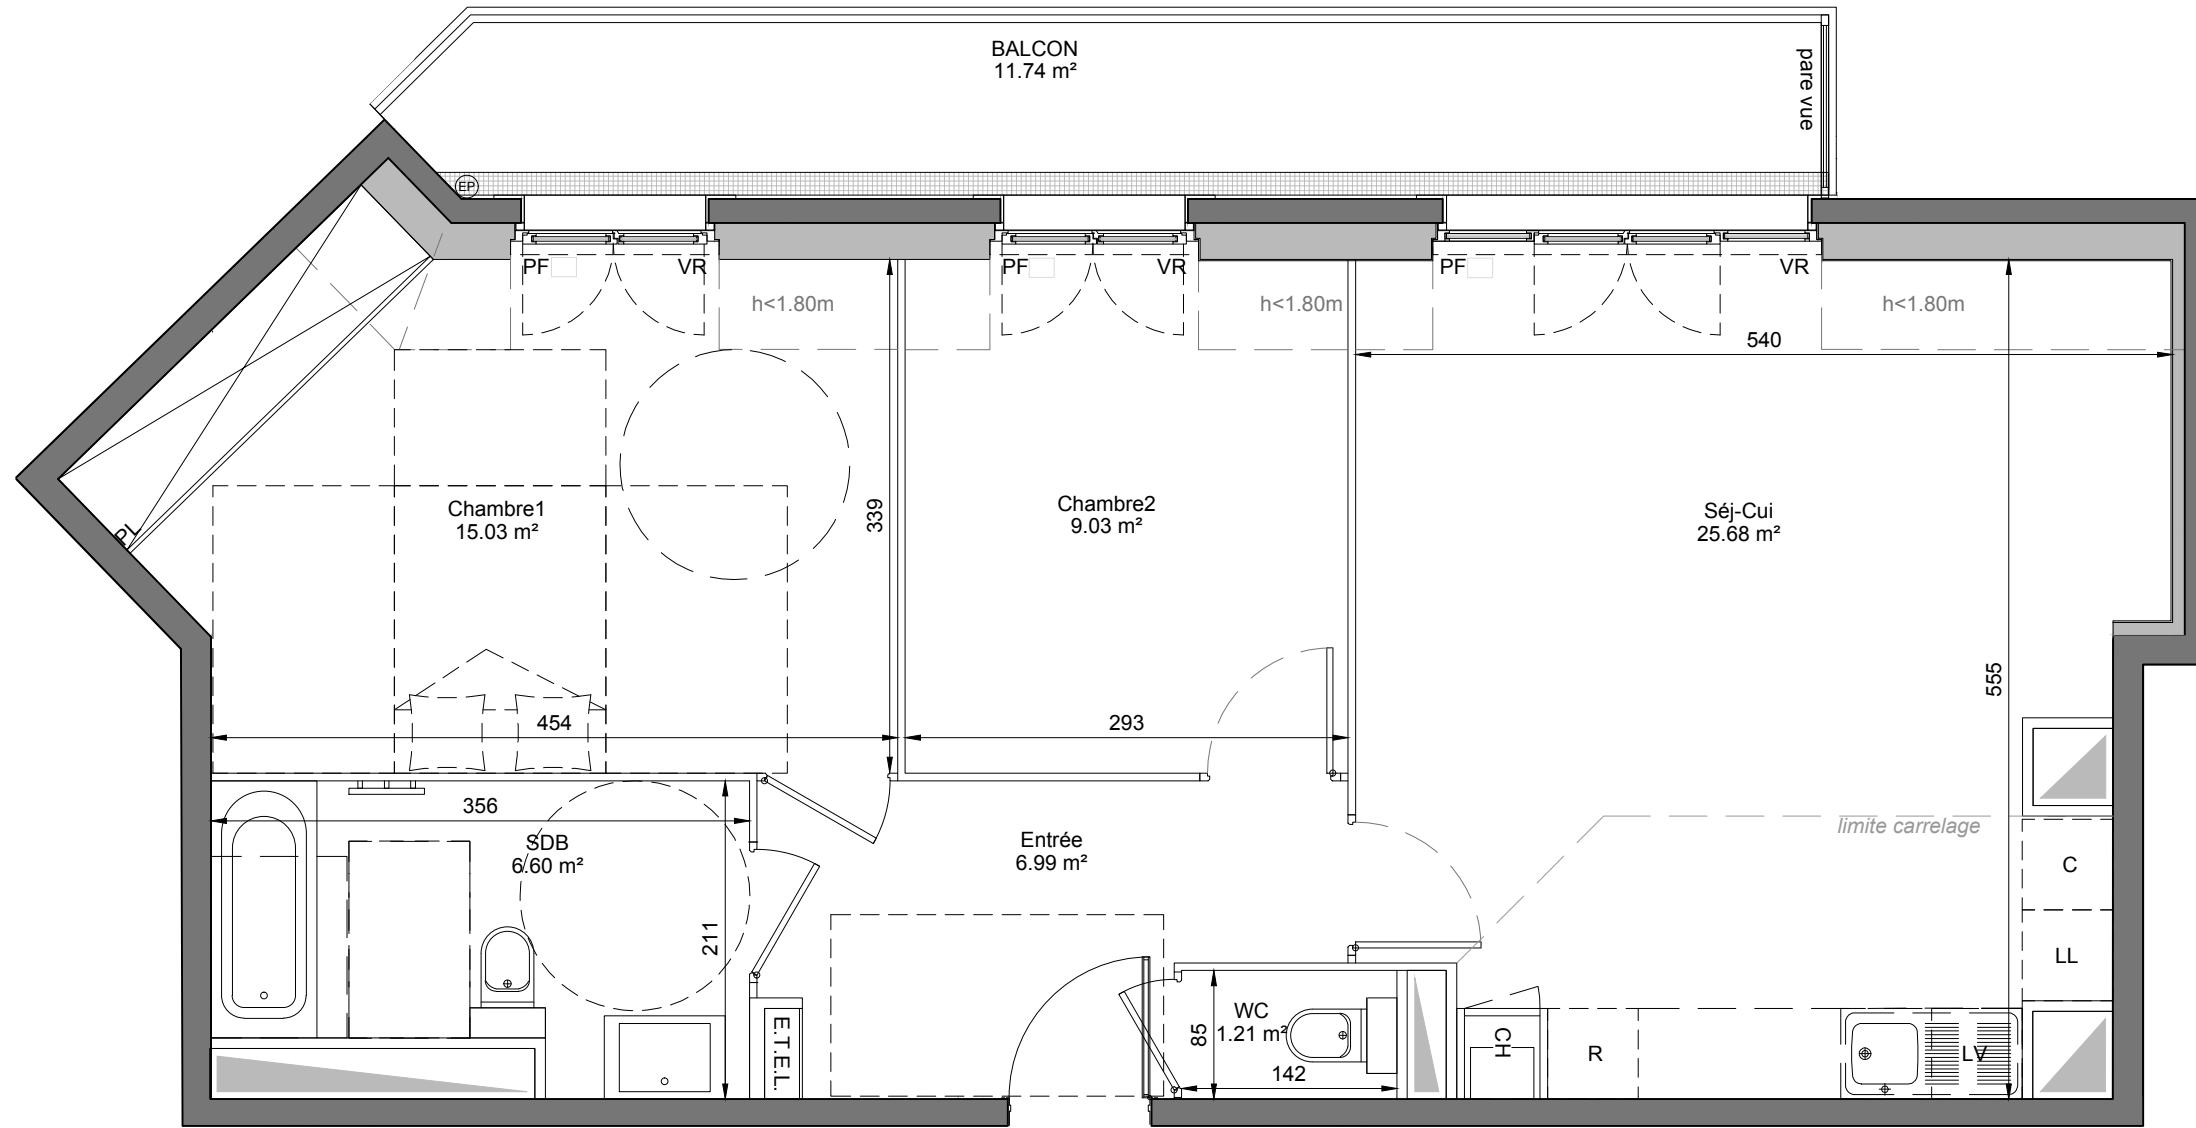 BALCON
11.74 m²
pare vue
EP
PF
VR
PF
VR
PF
VR
h<1.80m
h<1.80m
h<1.80m
540
PL
Chambre1
15.03 m²
339
Chambre2
9.03 m²
Séj-Cui
25.68 m²
555
454
293
356
SDB
6.60 m²
211
Entrée
6.99 m²
limite carrelage
C
LL
E.T.E.L.
85
WC
1.21 m²
142
CH
R
LV